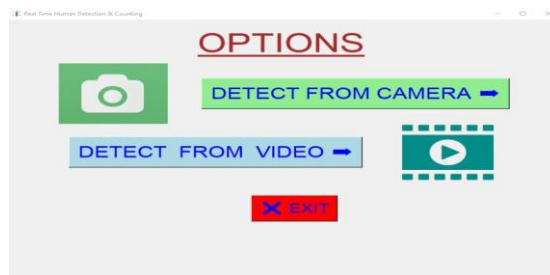 Real Time Human Detection & Counting
OPTIONS
DETECT FROM CAMERA ➡
DETECT FROM VIDEO ➡
❌ EXIT